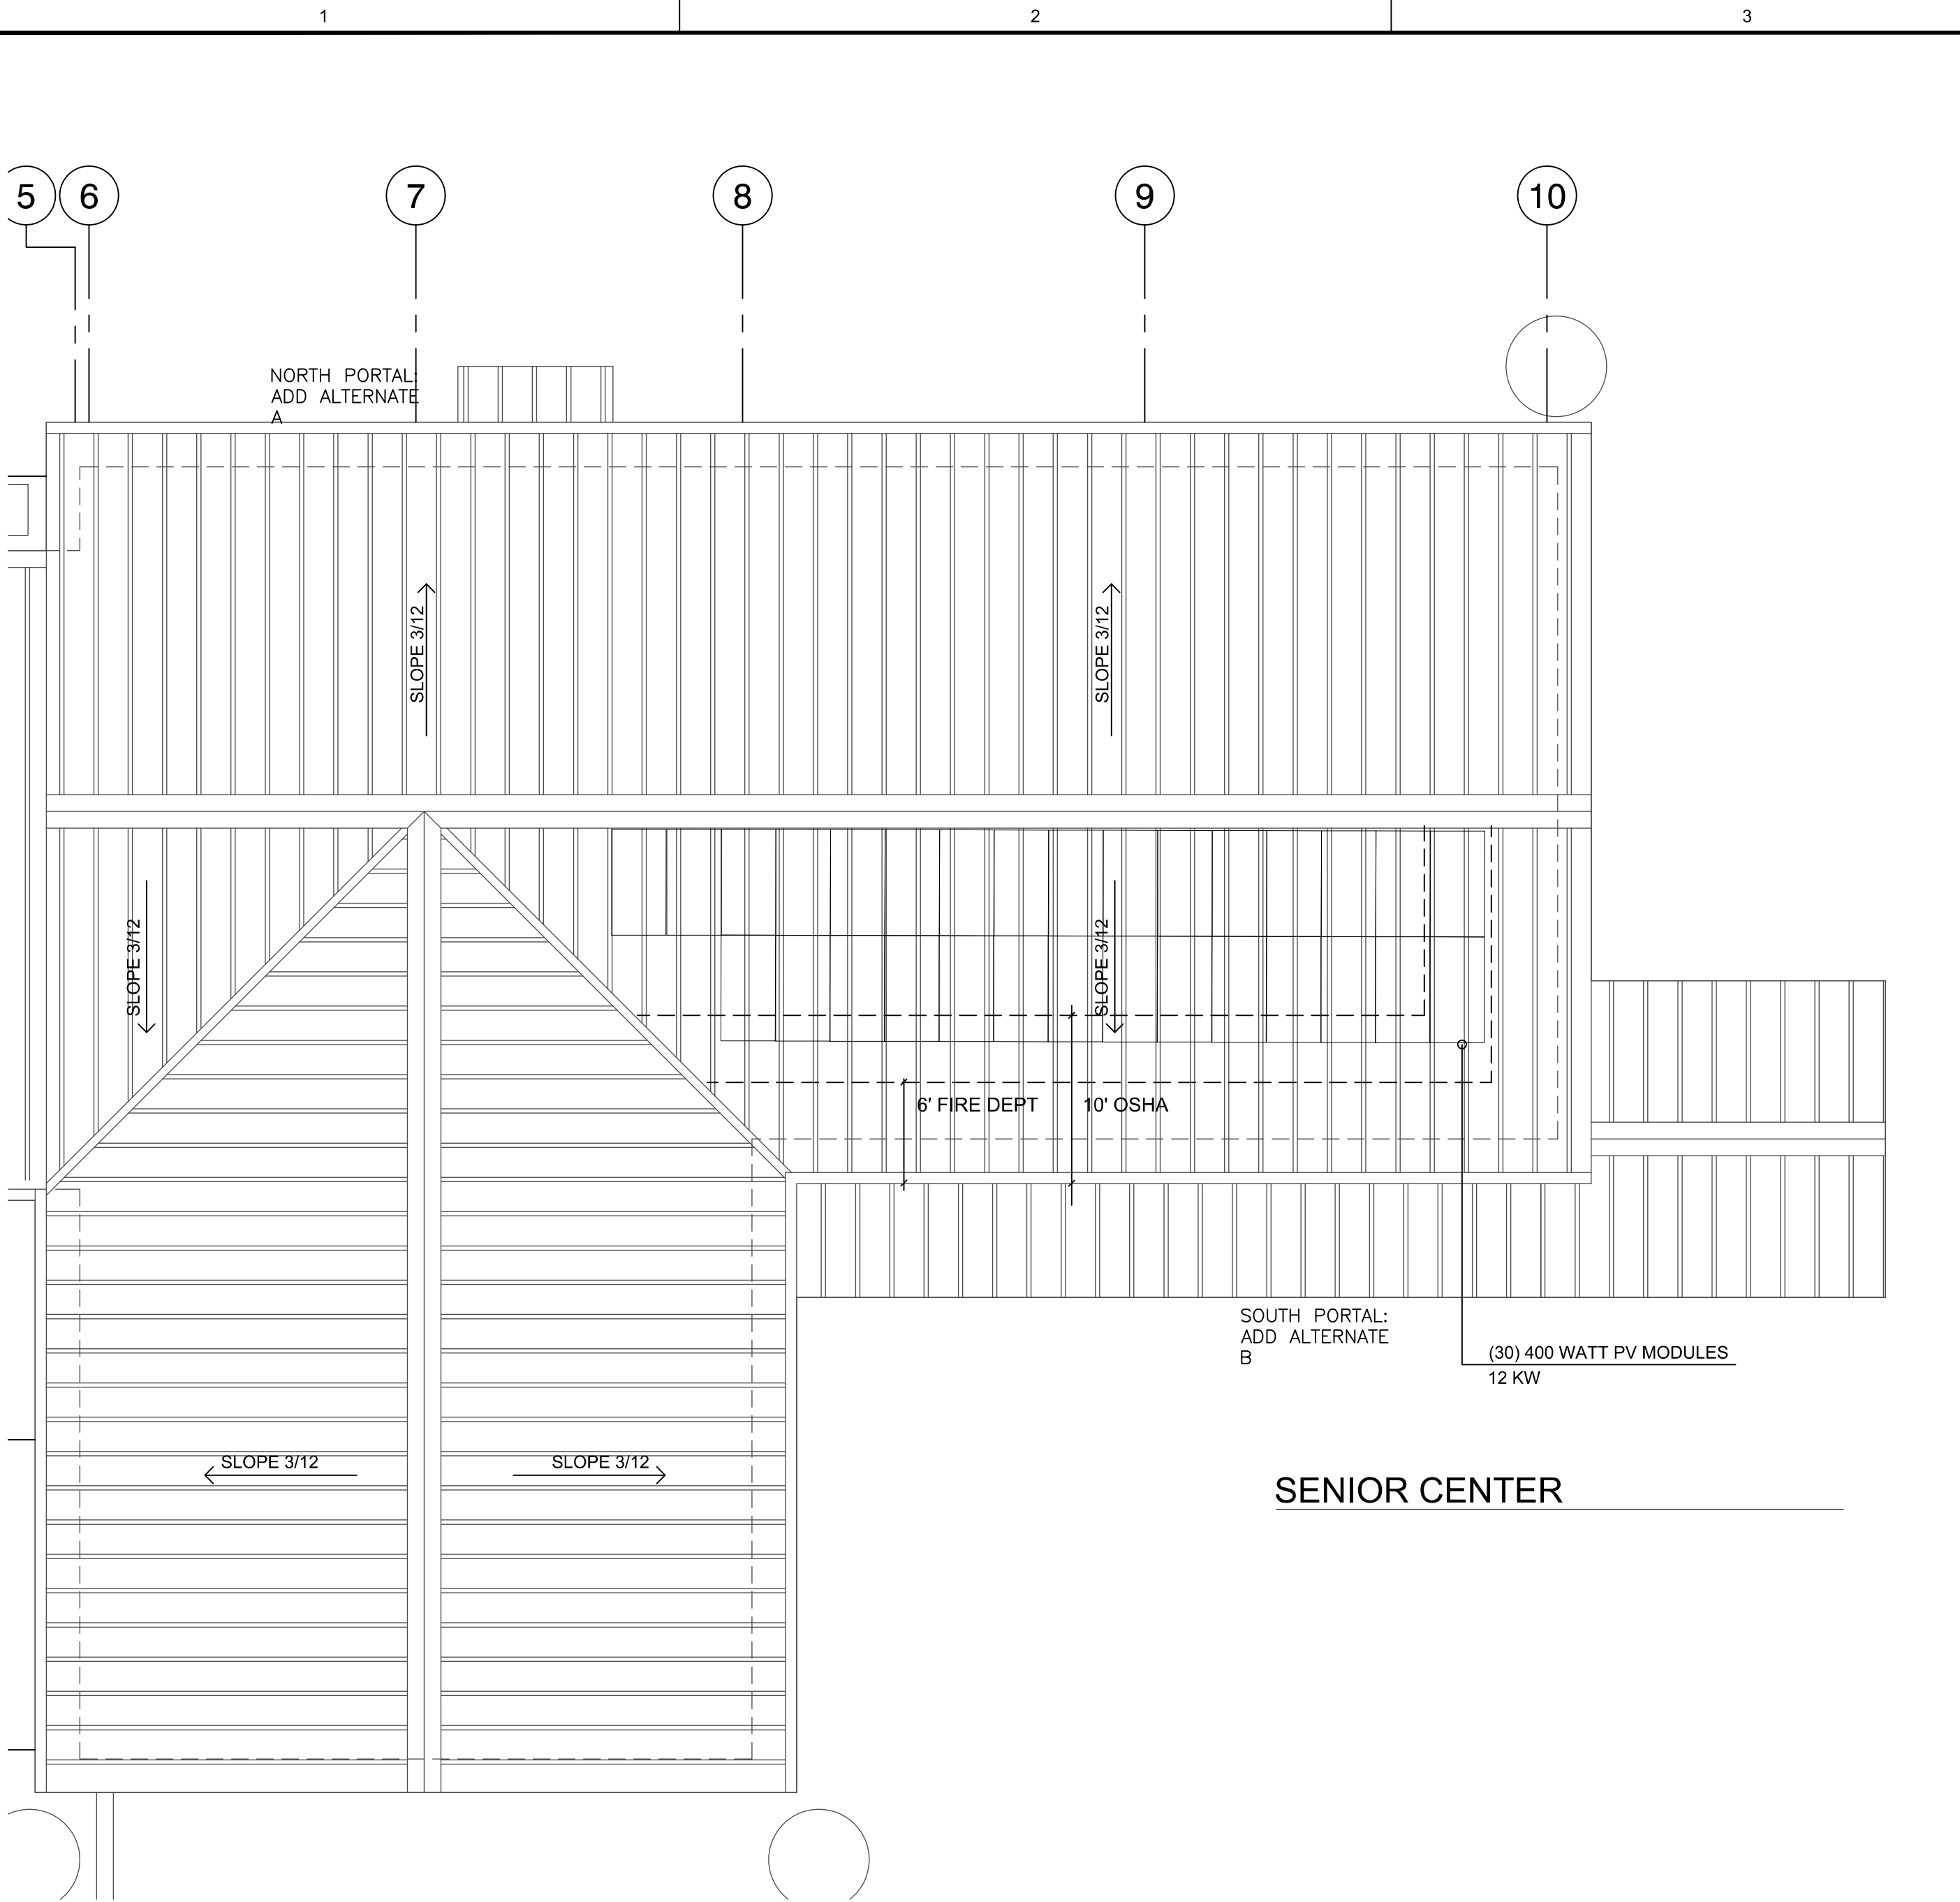 1
2
3
5
6
7
8
9
10
NORTH PORTAL:
ADD ALTERNATE
A
SLOPE 3/12
SLOPE 3/12
SLOPE 3/12
SLOPE 3/12
6' FIRE DEPT
10' OSHA
SOUTH PORTAL:
ADD ALTERNATE
B
(30) 400 WATT PV MODULES
12 KW
SLOPE 3/12
SLOPE 3/12
SENIOR CENTER